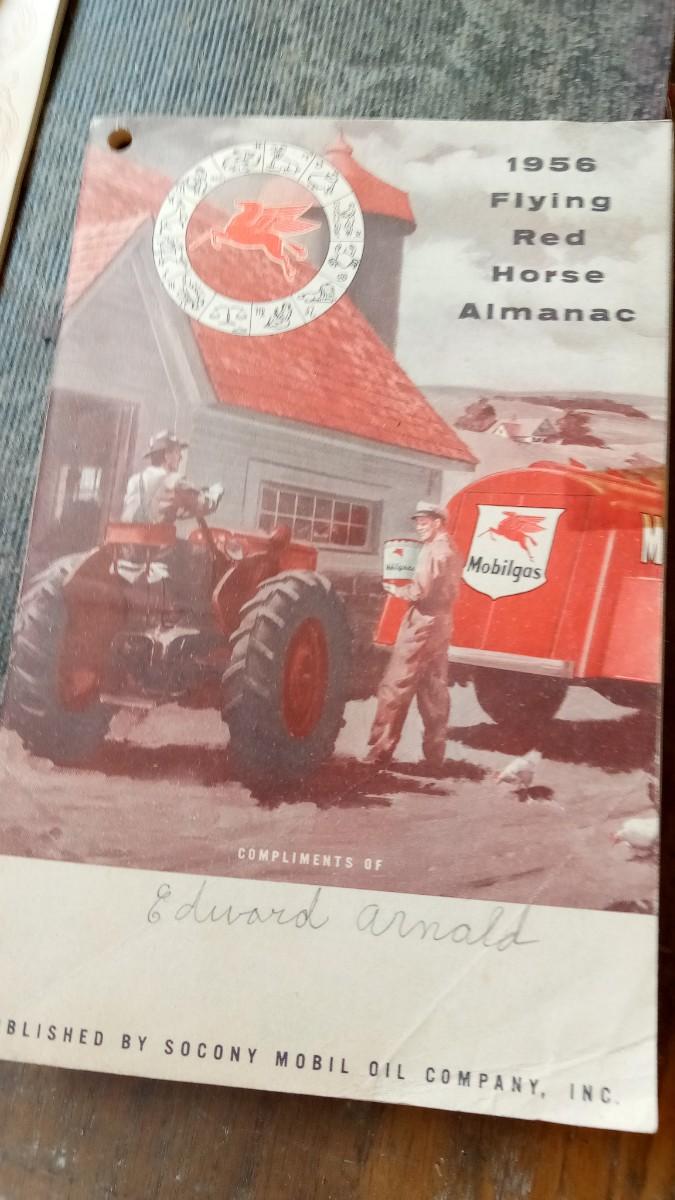 1956
Flying
Red
Horse
Almanac
Mobilgas
M
COMPLIMENTS OF
Edward Arnald
BLISHED BY SOCONY MOBIL OIL COMPANY, INC.